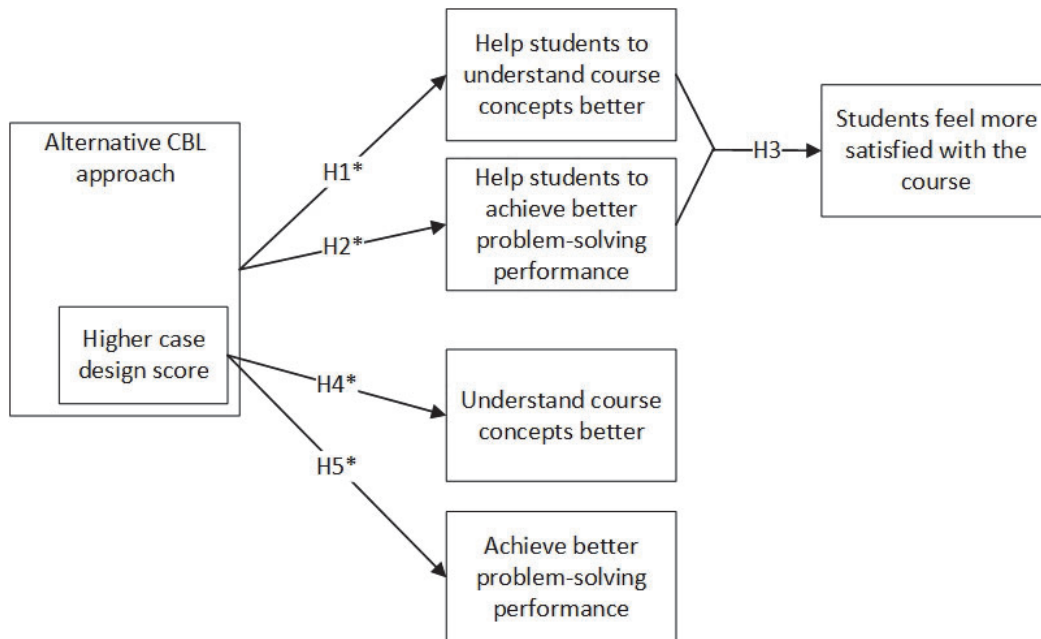 Help students to
understand course
concepts better
Alternative CBL
approach
H1*
H2*
Help students to
achieve better
problem-solving
performance
H3
Students feel more
satisfied with the
course
Higher case
design score
H4*
H5*
Understand course
concepts better
Achieve better
problem-solving
performance